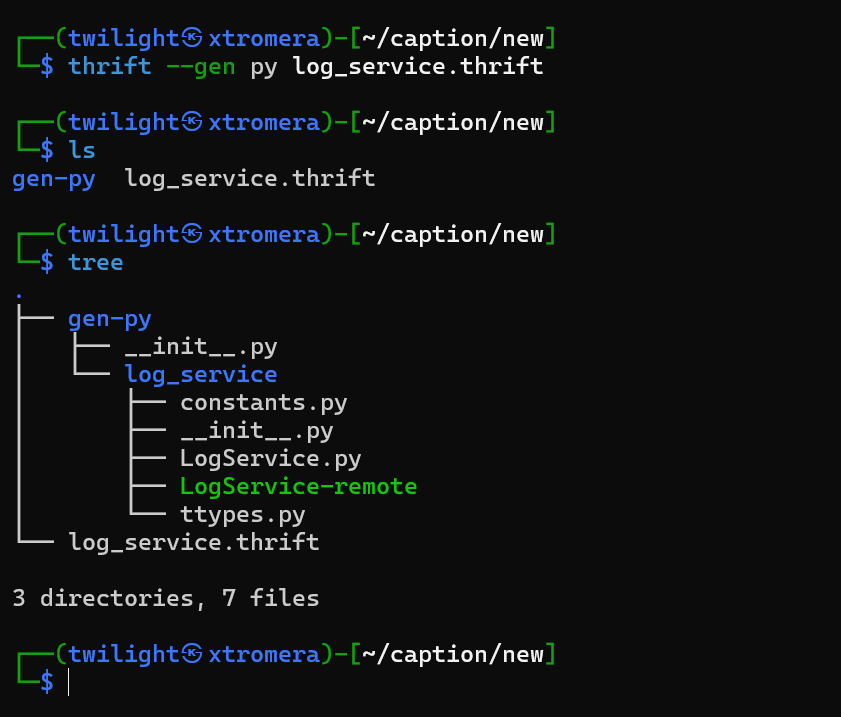 ┌──(twilight㉿xtromera)-[~/caption/new]
└─$ thrift --gen py log_service.thrift
┌──(twilight㉿xtromera)-[~/caption/new]
└─$ ls
gen-py  log_service.thrift
┌──(twilight㉿xtromera)-[~/caption/new]
└─$ tree
.
├── gen-py
│   ├── __init__.py
│   └── log_service
│       ├── constants.py
│       ├── __init__.py
│       ├── LogService.py
│       ├── LogService-remote
│       └── ttypes.py
└── log_service.thrift
3 directories, 7 files
┌──(twilight㉿xtromera)-[~/caption/new]
└─$